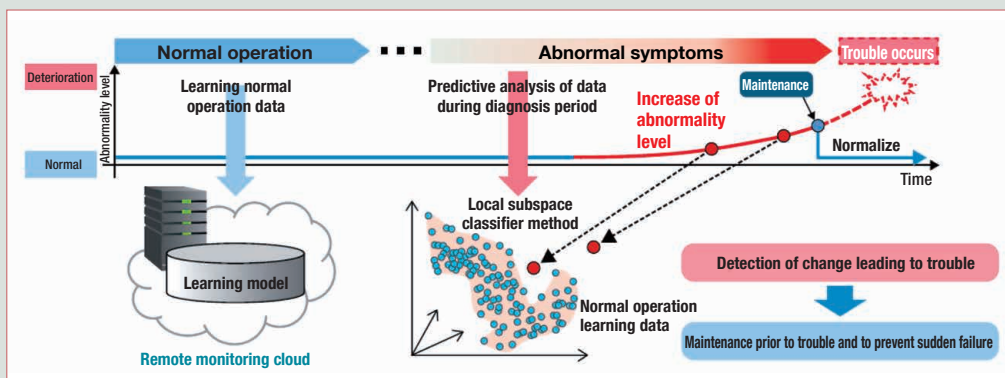 Normal operation
Abnormal symptoms
Trouble occurs
Deterioration
Abnormality level
Learning normal
operation data
Predictive analysis of data
during diagnosis period
Increase of
abnormality
level
Maintenance
Normal
Normalize
Time
Local subspace
classifier method
Learning model
Remote monitoring cloud
Normal operation
learning data
Detection of change leading to trouble
Maintenance prior to trouble and to prevent sudden failure